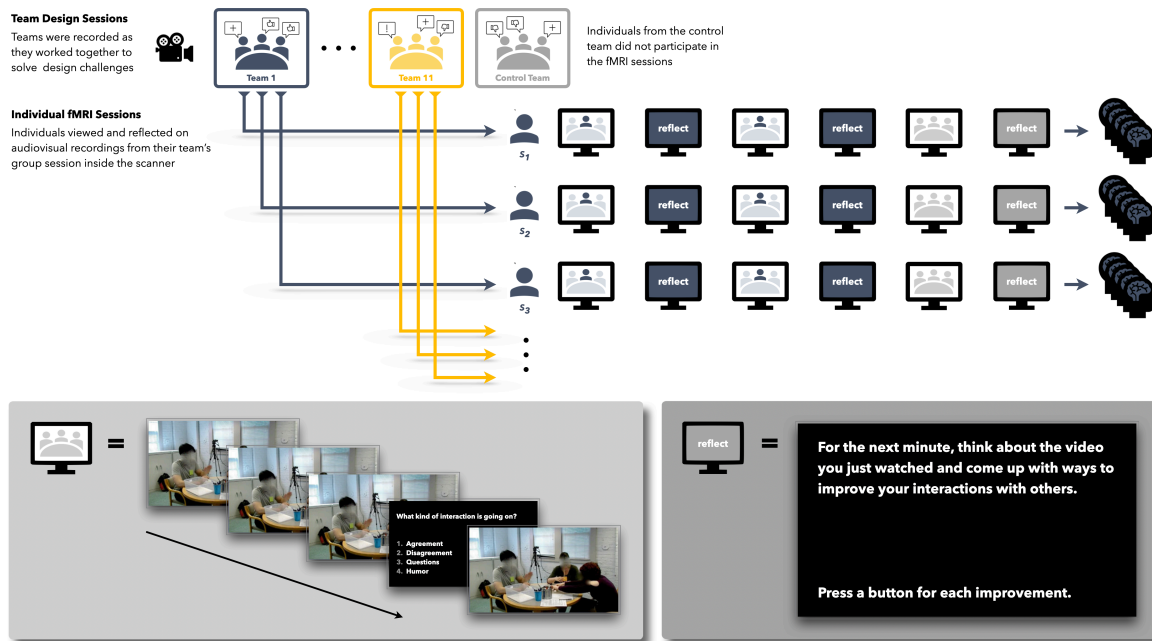 Team Design Sessions
Teams were recorded as
they worked together to
solve design challenges
Team 1
Team 11
Control Team
Individuals from the control
team did not participate in
the fMRI sessions
Individual fMRI Sessions
Individuals viewed and reflected on
audiovisual recordings from their team's
group session inside the scanner
S1
reflect
reflect
reflect
S2
reflect
reflect
reflect
S3
reflect
reflect
reflect
=
What kind of interaction is going on?
1. Agreement
2. Disagreement
3. Questions
4. Humor
reflect
=
For the next minute, think about the video
you just watched and come up with ways to
improve your interactions with others.
Press a button for each improvement.